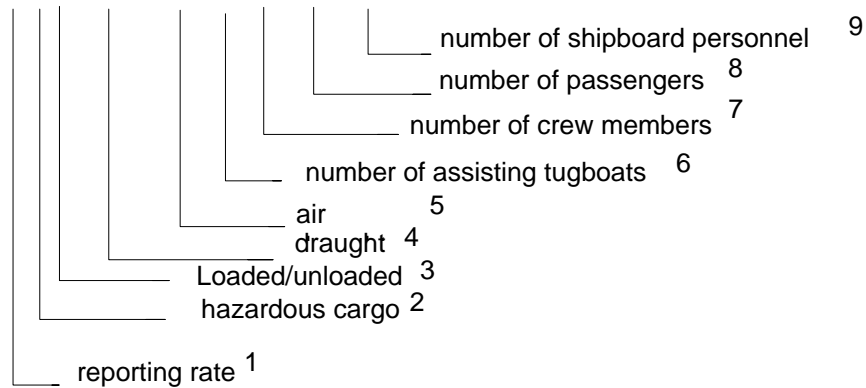 number of shipboard personnel 9
number of passengers 8
number of crew members 7
number of assisting tugboats 6
air 5
draught 4
Loaded/unloaded 3
hazardous cargo 2
reporting rate 1